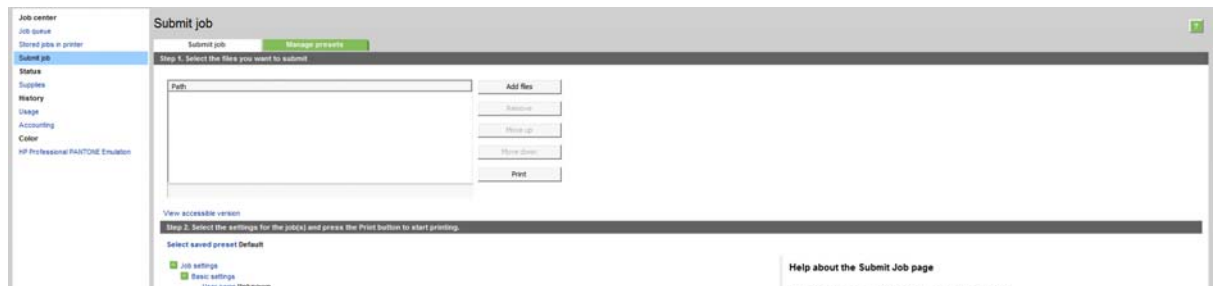 Job center
Job queue
Stored jobs in printer
Submit job
Status
Supplies
History
Usage
Accounting
Color
HP Professional PANTONE Emulation
Submit job
?
Submit job
Manage presets
Step 1. Select the files you want to submit
Path
Add files
Remove
Move up
Move down
Print
View accessible version
Step 2. Select the settings for the job(s) and press the Print button to start printing.
Select saved preset Default
Job settings
Basic settings
Help about the Submit Job page